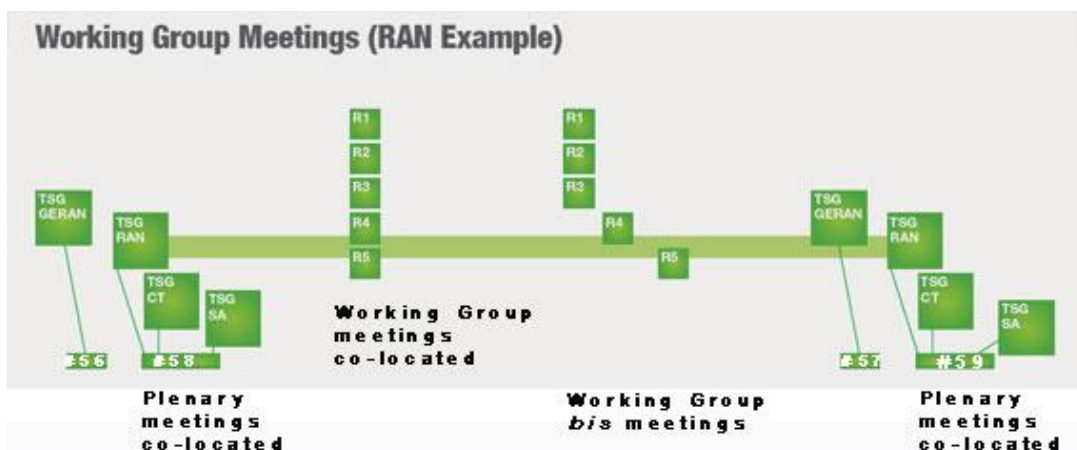 Working Group Meetings (RAN Example)
R1
R1
R2
R2
R3
R3
TSG
GERAN
TSG
GERAN
TSG
RAN
R4
R4
TSG
RAN
R5
R5
TSG
CT
TSG
SA
TSG
CT
TSG
SA
Working Group
meetings
co-located
#56
#58
#57
#59
Plenary
meetings
co-located
Working Group
bis meetings
Plenary
meetings
co-located